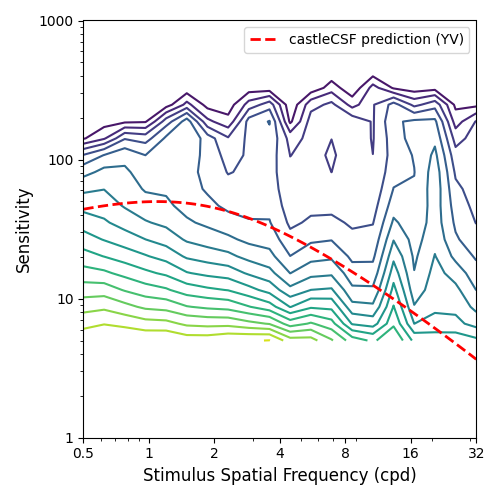 1000
castleCSF prediction (YV)
100
10
1
Sensitivity
0.5 1 2 4 8 16 32
Stimulus Spatial Frequency (cpd)